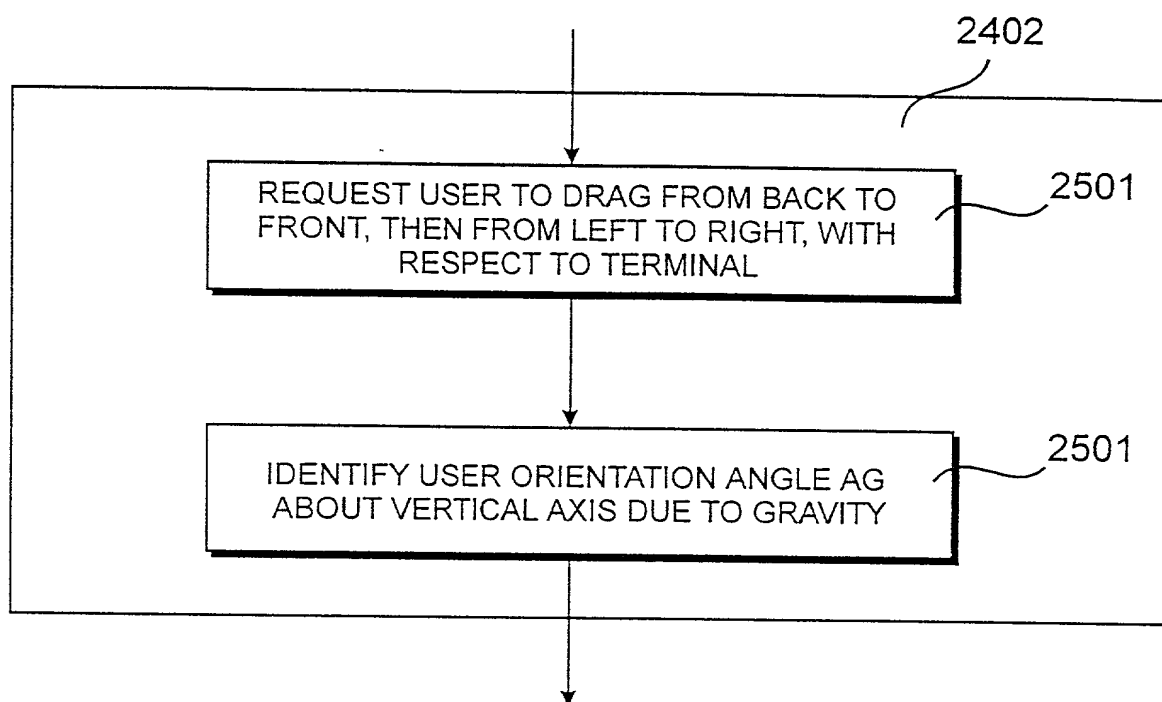 2402
REQUEST USER TO DRAG FROM BACK TO
FRONT, THEN FROM LEFT TO RIGHT, WITH
RESPECT TO TERMINAL
2501
IDENTIFY USER ORIENTATION ANGLE AG
ABOUT VERTICAL AXIS DUE TO GRAVITY
2501